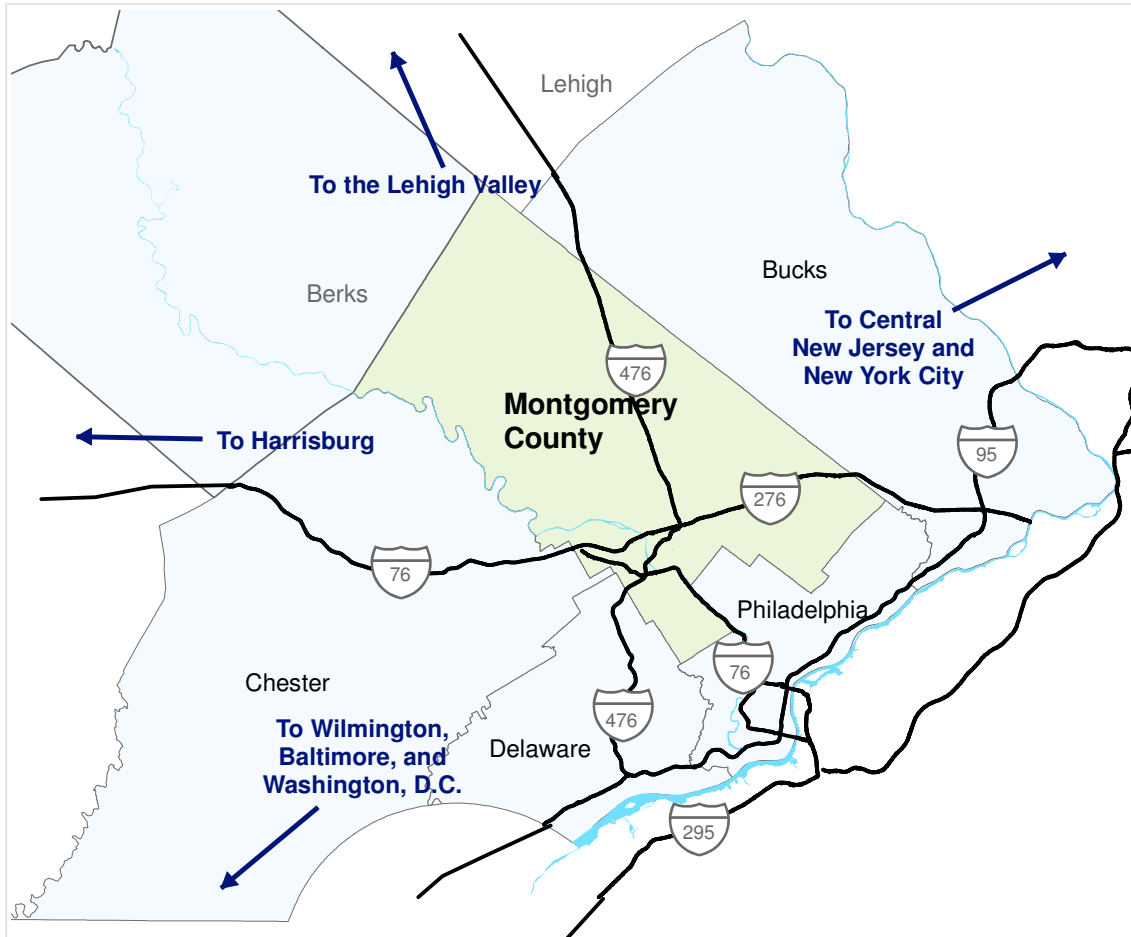 Lehigh
To the Lehigh Valley
Bucks
Berks
To Central
New Jersey and
New York City
476
Montgomery
County
To Harrisburg
95
276
76
Philadelphia
76
Chester
476
To Wilmington,
Baltimore, and
Washington, D.C.
Delaware
295